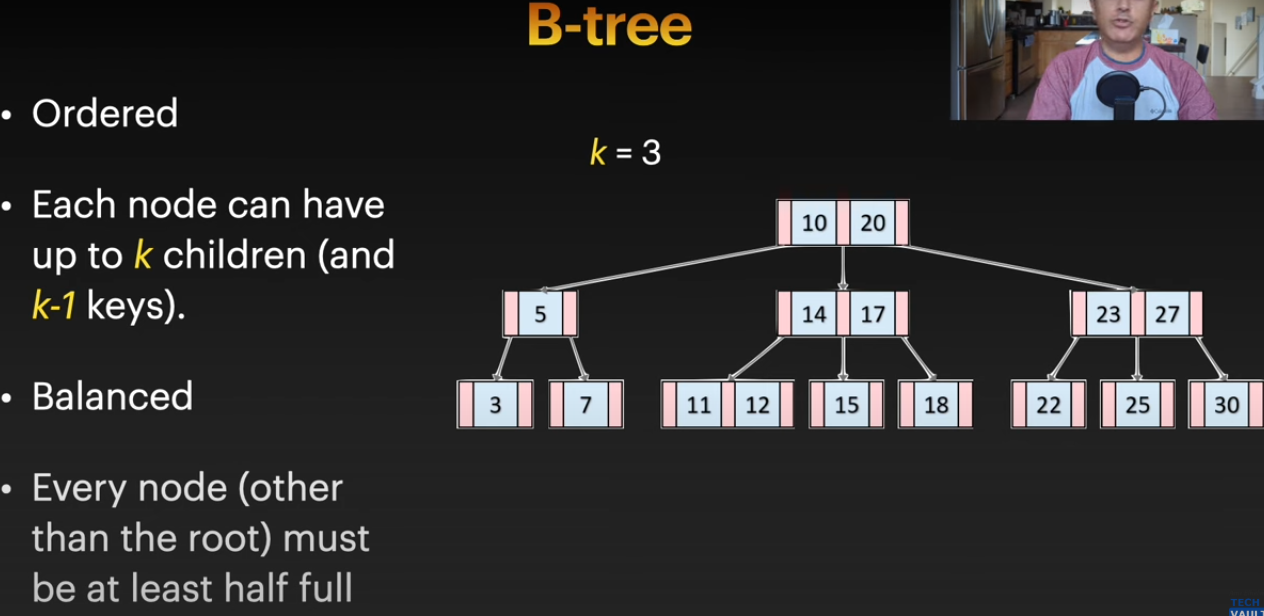 B-tree
• Ordered
k = 3
• Each node can have
up to k children (and
k-1 keys).
• Balanced
• Every node (other
than the root) must
be at least half full
10 20
5
14 17
23 27
3
7
11 12
15
18
22
25
30
TECH
VAULT